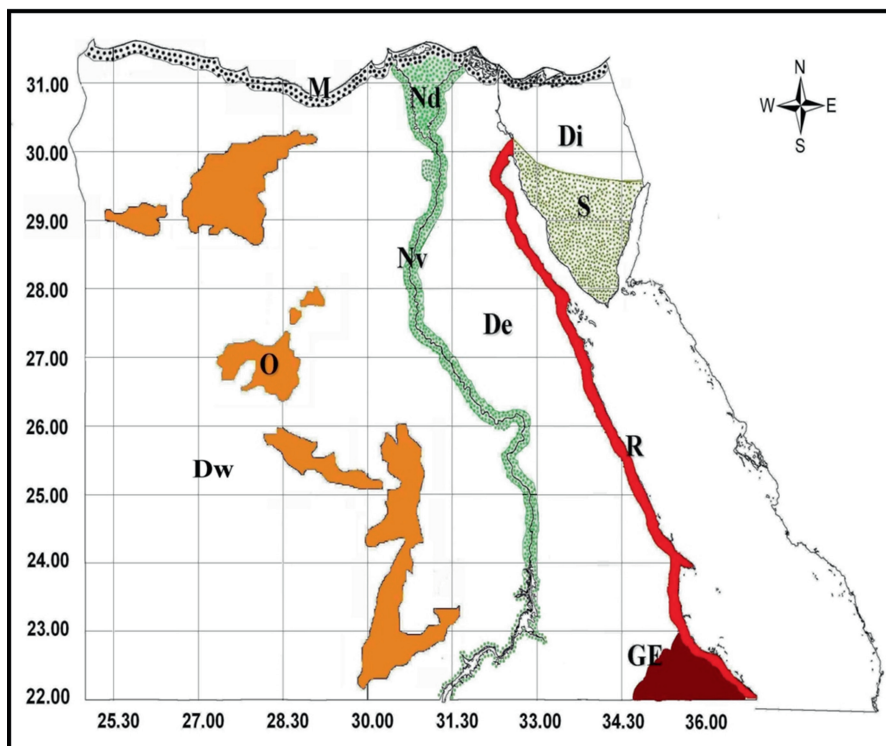 N
W E
S
31.00
30.00
29.00
28.00
27.00
26.00
25.00
24.00
23.00
22.00
M
Nd
Di
S
Nv
De
O
R
Dw
GE
25.30 27.00 28.30 30.00 31.30 33.00 34.30 36.00